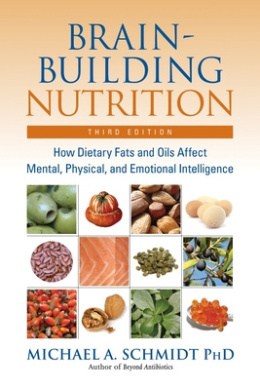 BRAIN-
BUILDING
NUTRITION
THIRD EDITION
How Dietary Fats and Oils Affect
Mental, Physical, and Emotional Intelligence
MICHAEL A. SCHMIDT PhD
Author of Beyond Antibiotics